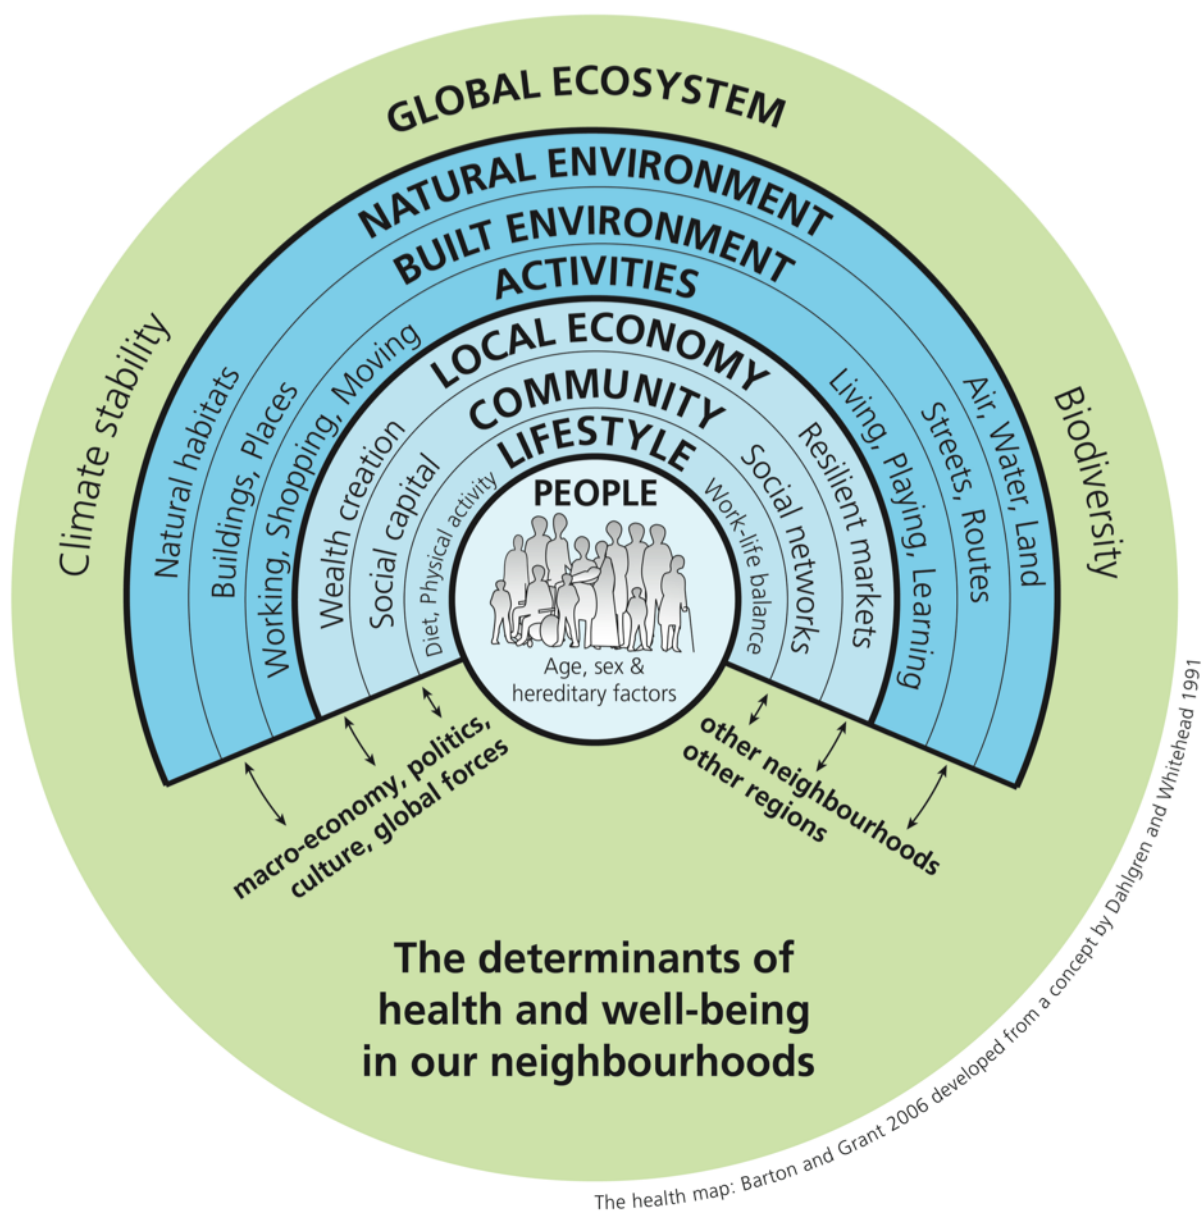 GLOBAL ECOSYSTEM
NATURAL ENVIRONMENT
BUILT ENVIRONMENT
ACTIVITIES
LOCAL ECONOMY
COMMUNITY
LIFESTYLE
PEOPLE
Age, sex &
hereditary factors
Climate stability
Natural habitats
Buildings, Places
Working, Shopping, Moving
Wealth creation
Social capital
Diet, Physical activity
Work-life balance
Social networks
Resilient markets
Living, Playing, Learning
Streets, Routes
Air, Water, Land
Biodiversity
macro-economy, politics,
culture, global forces
other neighbourhoods
other regions
The determinants of
health and well-being
in our neighbourhoods
The health map: Barton and Grant 2006 developed from a concept by Dahlgren and Whitehead 1991